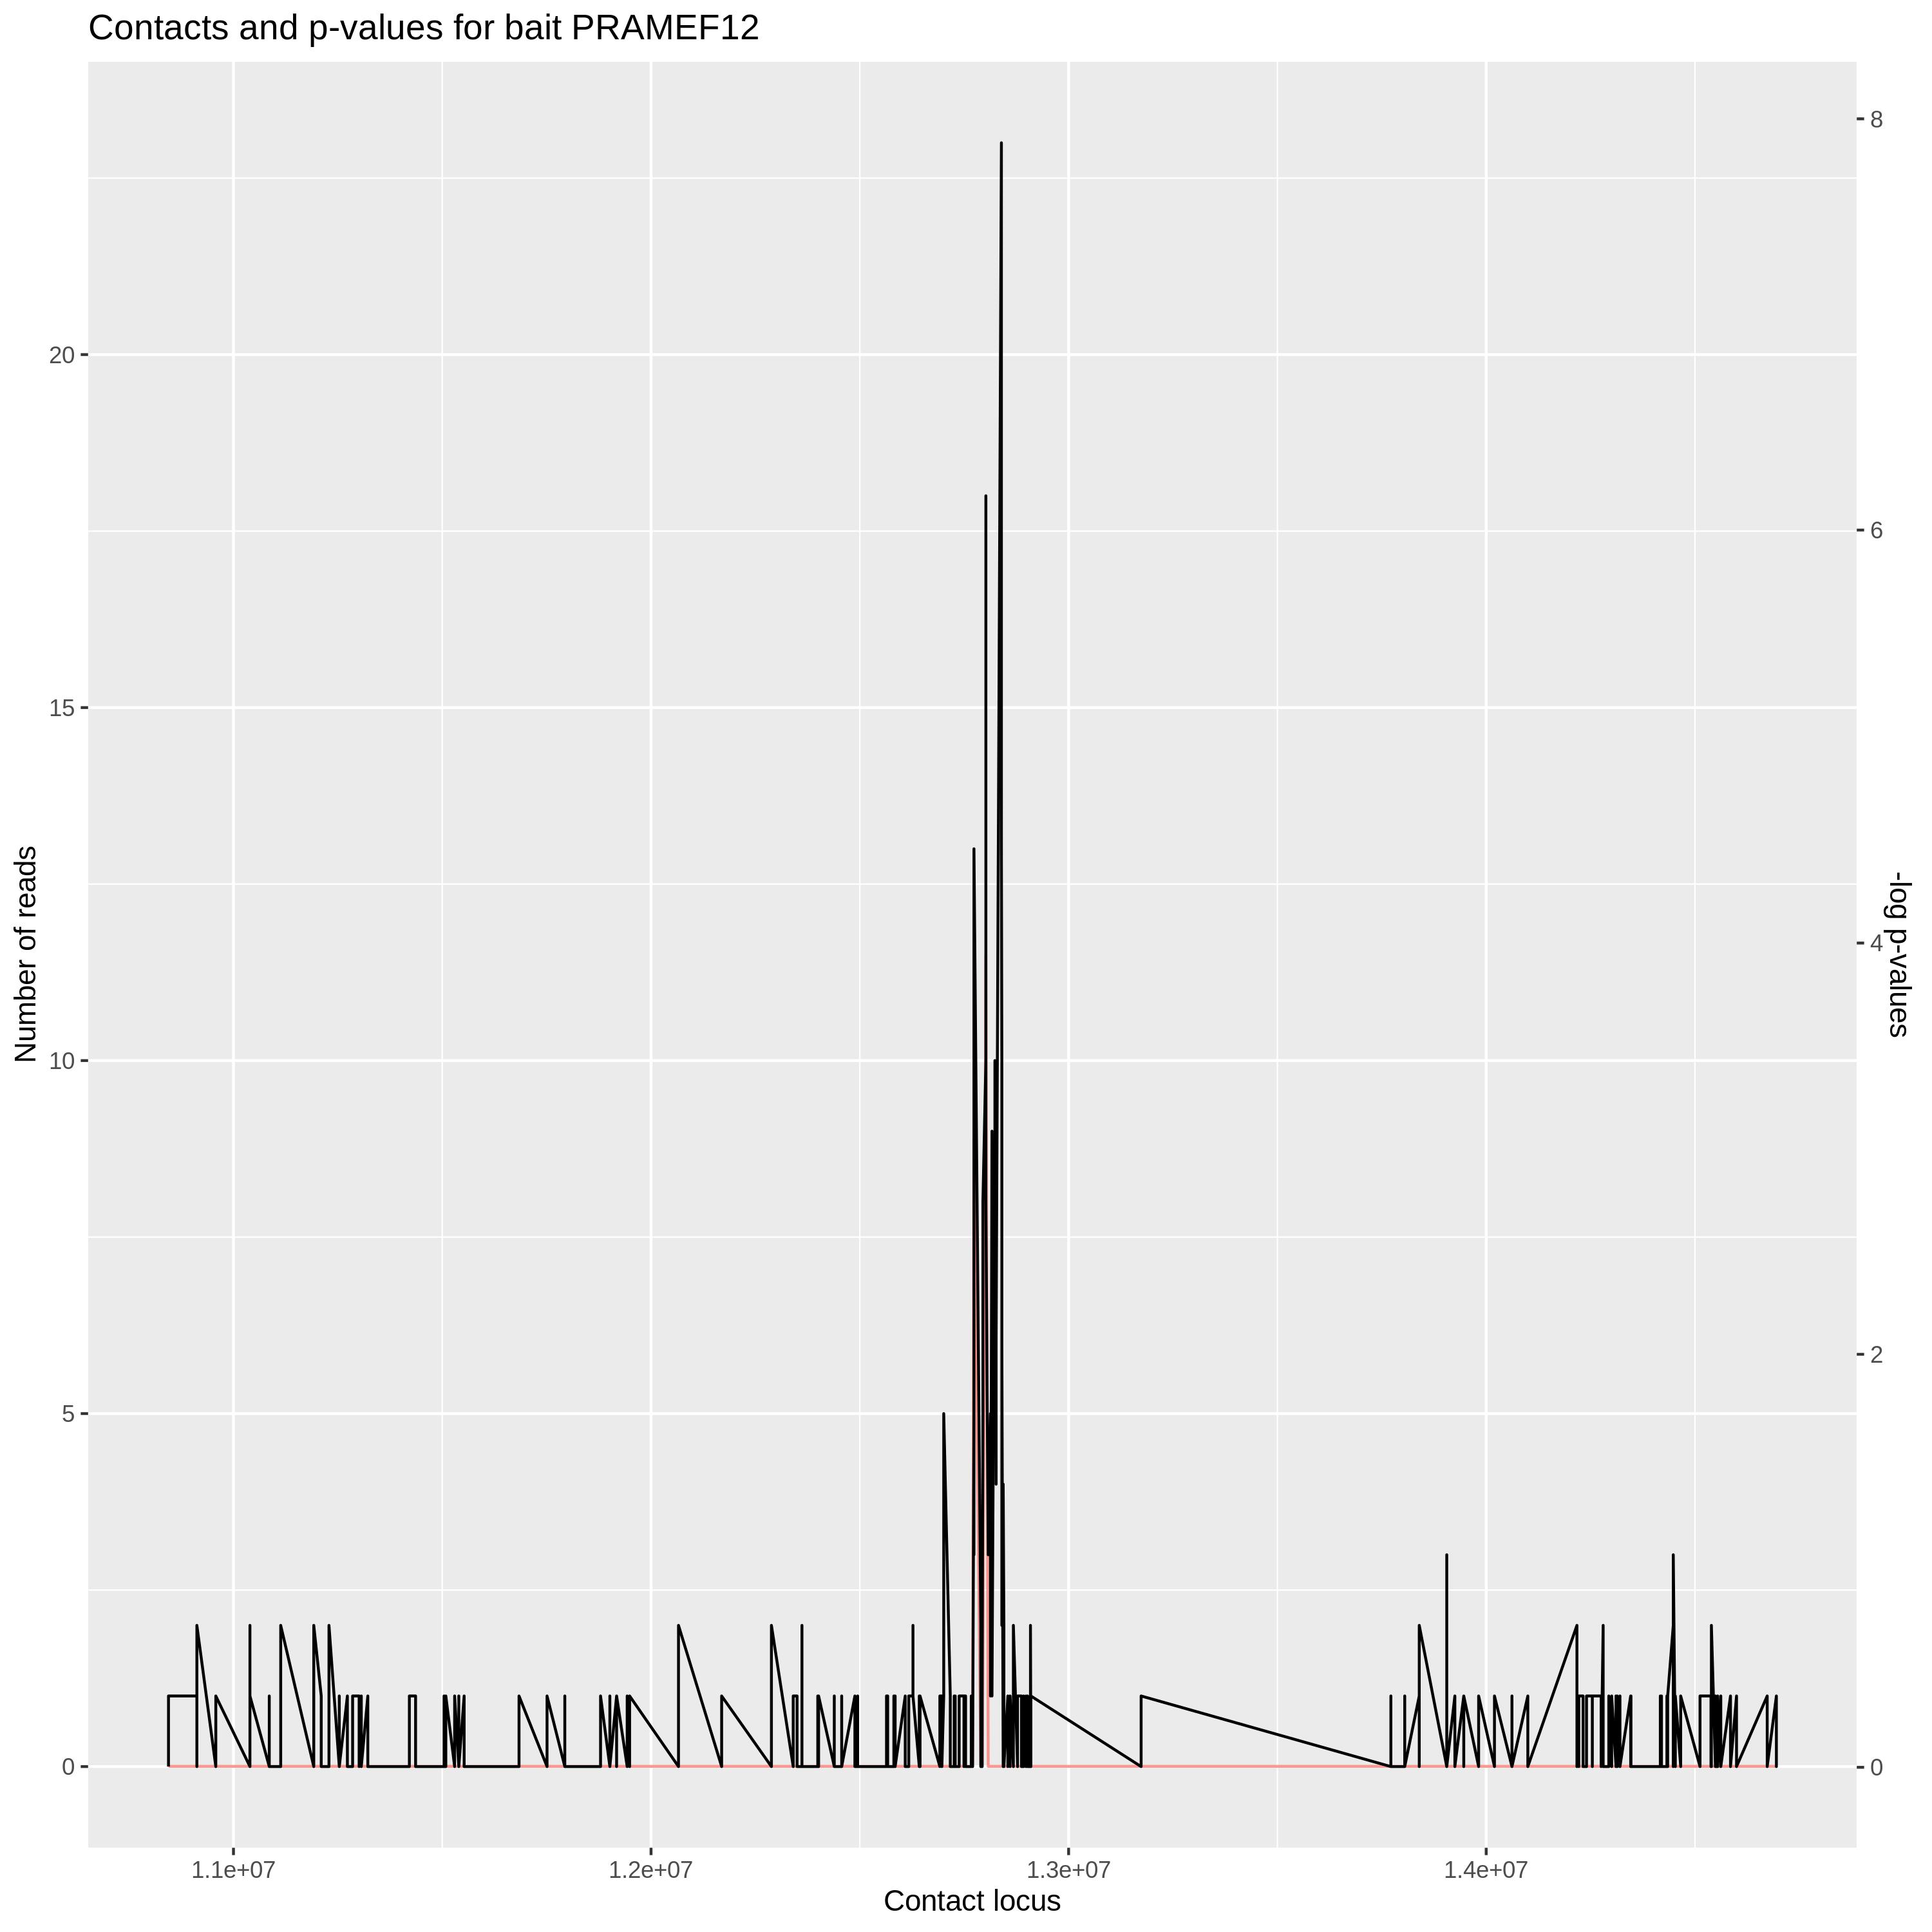 Contacts and p-values for bait PRAMEF12
Number of reads
20
15
10
5
0
8
6
4
2
0
-log p-values
1.1e+07 1.2e+07 1.3e+07 1.4e+07
Contact locus